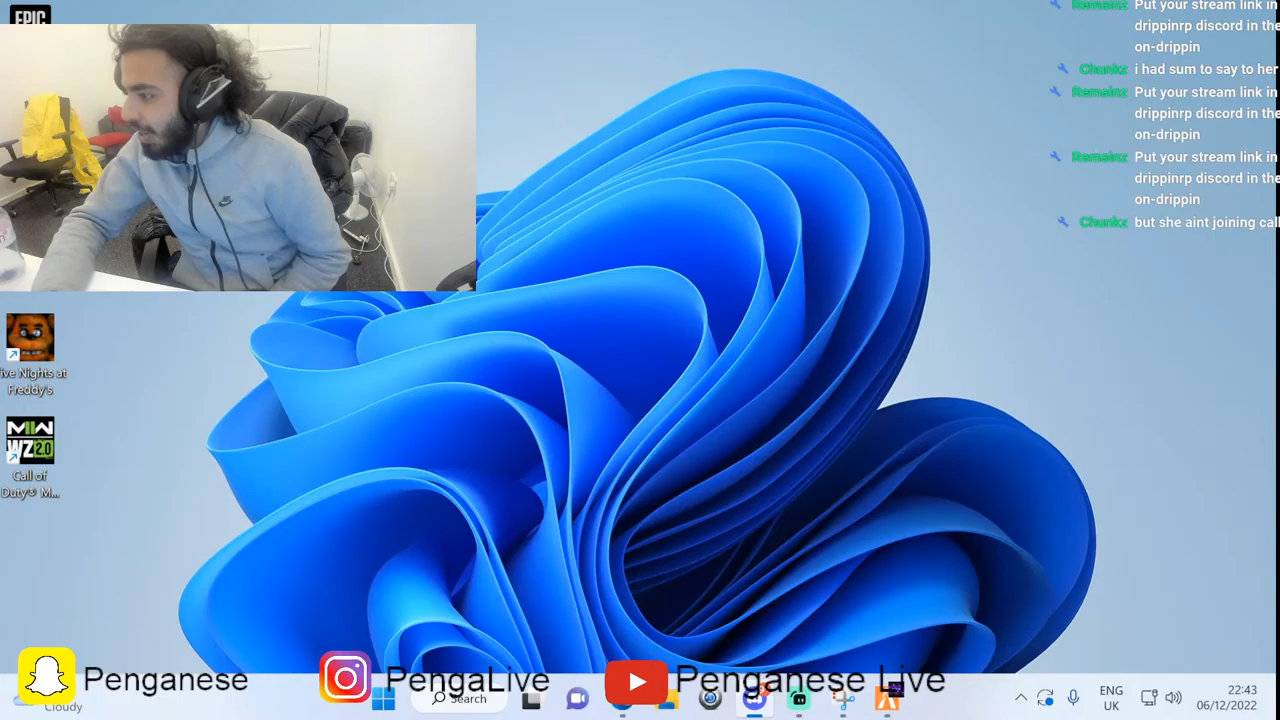 EPIC
Remainz Put your stream link in
drippinrp discord in the
on-drippin
Chunkz i had sum to say to her
Remainz Put your stream link in
drippinrp discord in the
on-drippin
Remainz Put your stream link in
drippinrp discord in the
on-drippin
Chunkz but she aint joining call
ive Nights at
Freddy's
MW
WZ 2.0
Call of
Duty® M...
Penganese
PengaLive
Penganese Live
Cloudy
Search
ENG
UK
22:43
06/12/2022